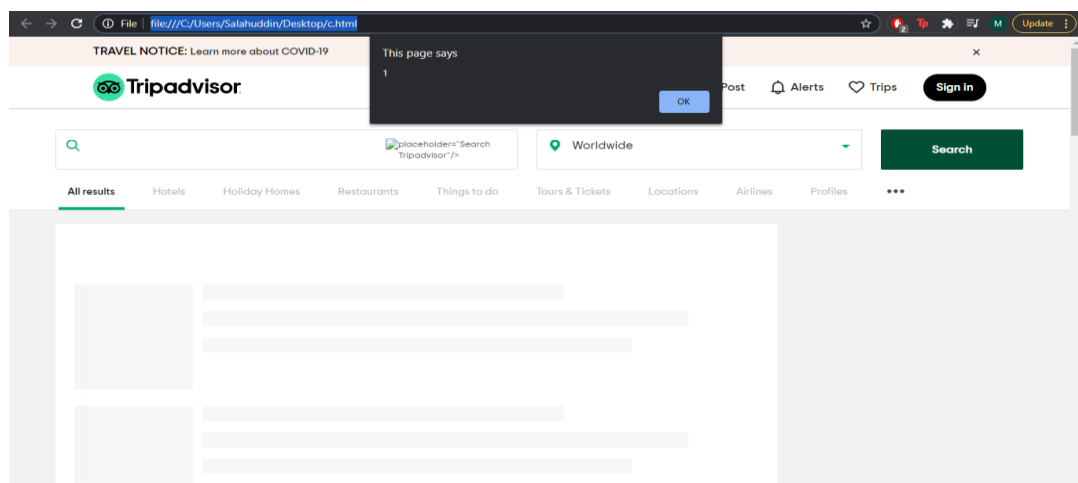 File file:///C:/Users/Salahuddin/Desktop/c.html Tp 2 M Update
TRAVEL NOTICE: Learn more about COVID-19
This page says
1
OK
Tripadvisor
Post Alerts Trips Sign in
placeholder="Search
Tripadvisor"/>
Worldwide
Search
All results Hotels Holiday Homes Restaurants Things to do Tours & Tickets Locations Airlines Profiles